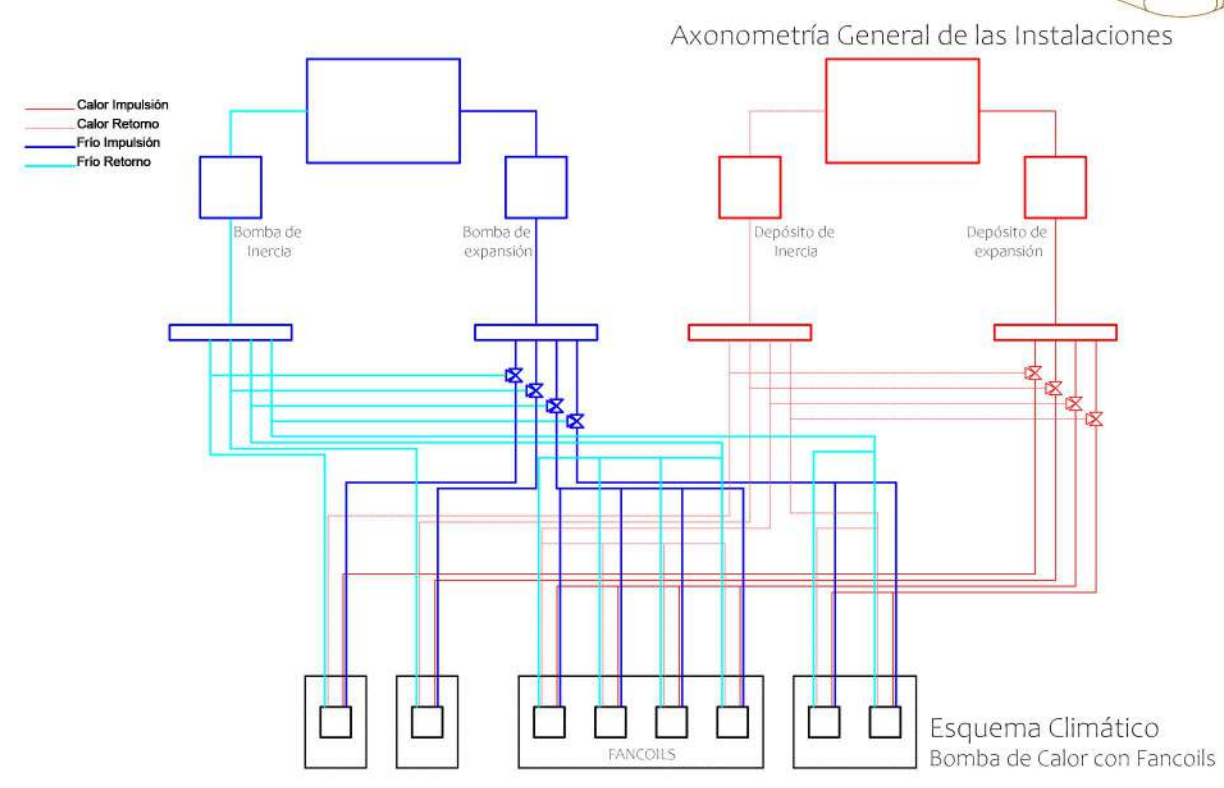 Axonometría General de las Instalaciones
Calor Impulsión
Calor Retorno
Frío Impulsión
Frío Retorno
Bomba de
Inercia
Bomba de
expansión
Depósito de
Inercia
Depósito de
expansión
FANCOILS
Esquema Climático
Bomba de Calor con Fancoils